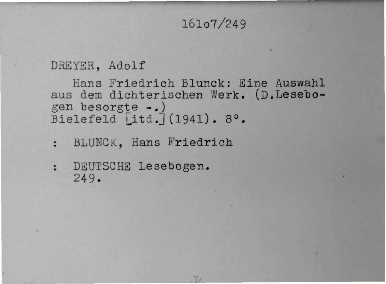 161o7/249
DREYER, Adolf
Hans Friedrich Blunck: Eine Auswahl
aus dem dichterischen Werk. (D.Lesebo-
gen besorgte -.)
Bielefeld [itd.] (1941). 8°.
: BLUNCK, Hans Friedrich
: DEUTSCHE Lesebogen.
249.